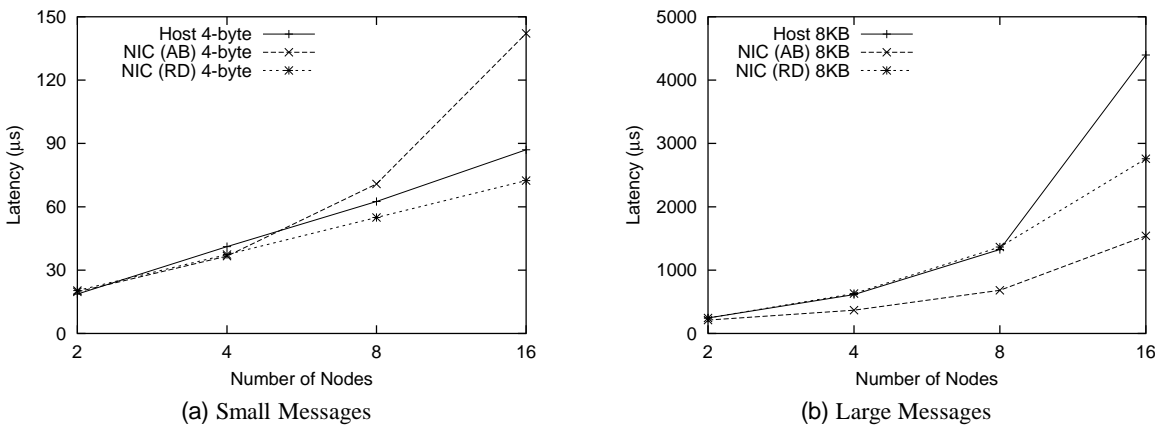 150
120
90
60
30
0
Latency (μs)
Host 4-byte
NIC (AB) 4-byte
NIC (RD) 4-byte
2 4 8 16
Number of Nodes
(a) Small Messages
5000
4000
3000
2000
1000
0
Latency (μs)
Host 8KB
NIC (AB) 8KB
NIC (RD) 8KB
2 4 8 16
Number of Nodes
(b) Large Messages